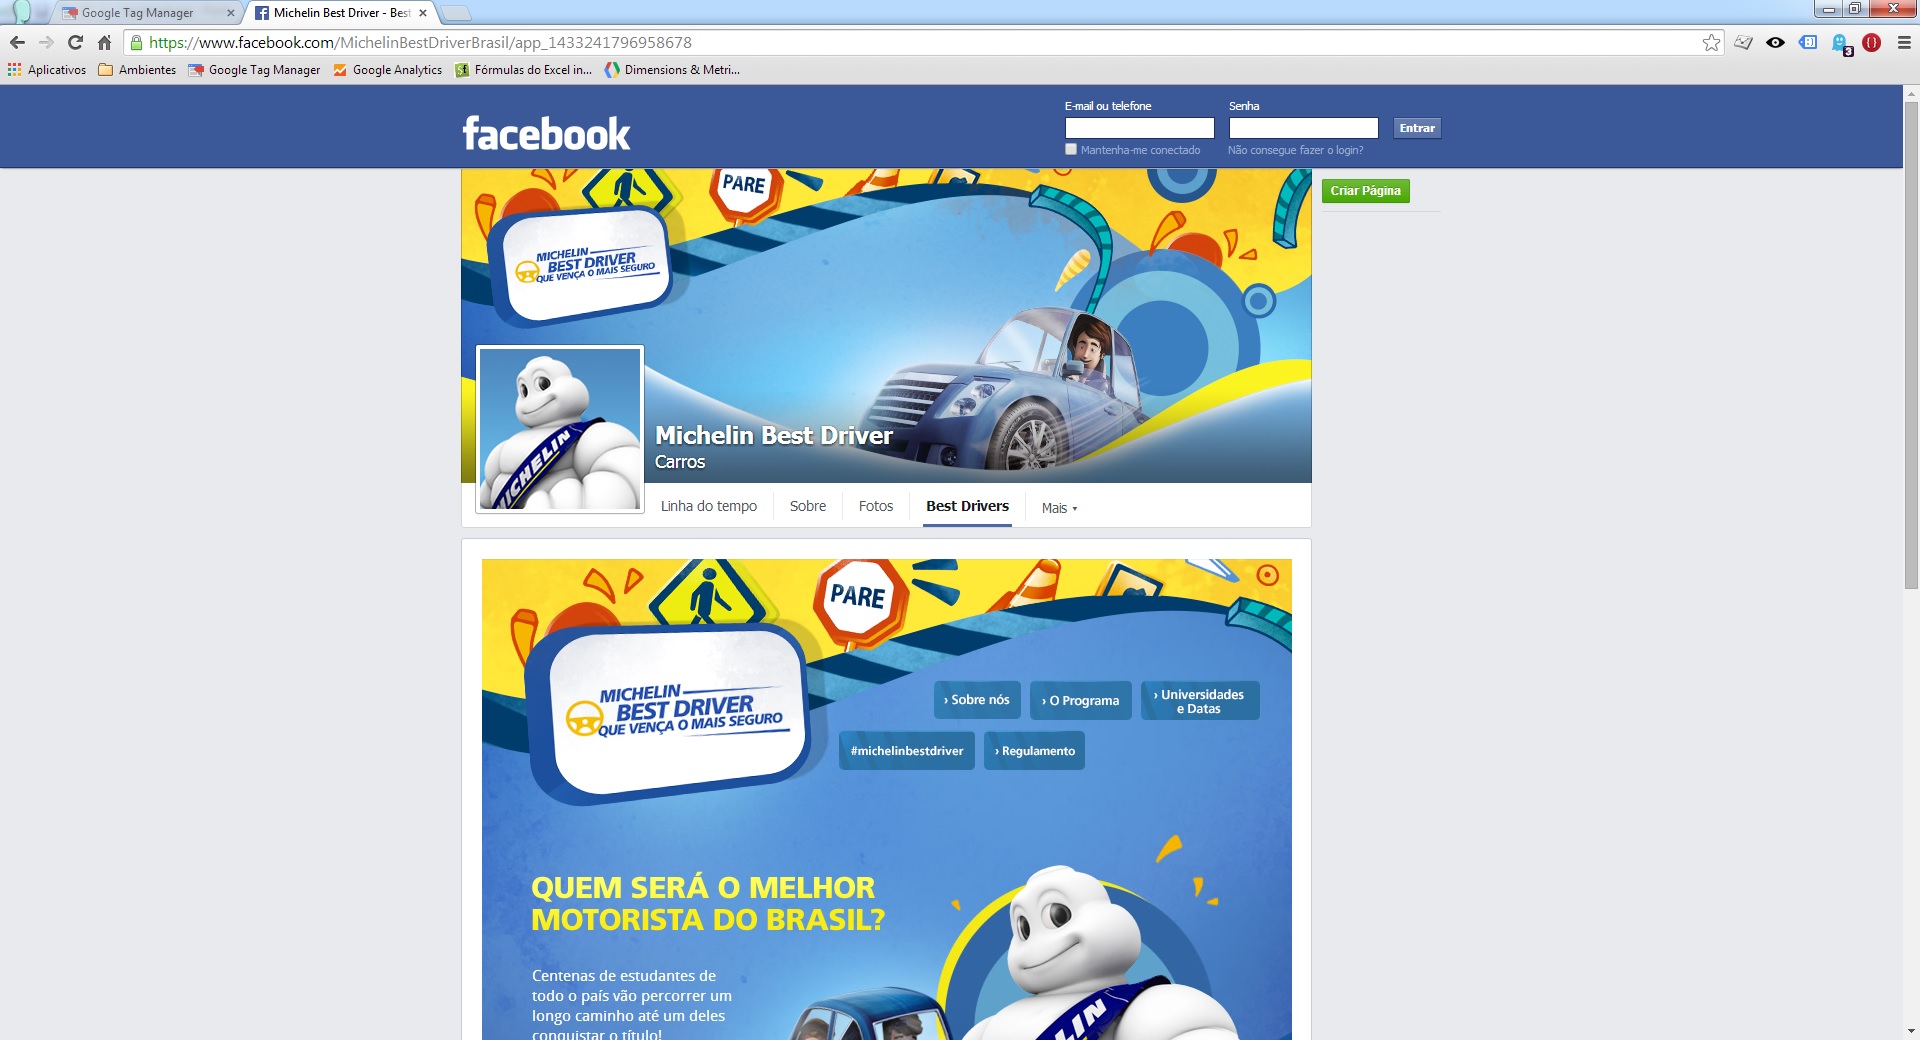 Google Tag Manager
Michelin Best Driver - Best
https://www.facebook.com/MichelinBestDriverBrasil/app_1433241796958678
3
Aplicativos
Ambientes
Google Tag Manager
Google Analytics
Fórmulas do Excel in...
Dimensions & Metri...
facebook
E-mail ou telefone
Senha
Entrar
Mantenha-me conectado
Não consegue fazer o login?
PARE
Criar Página
MICHELIN
BEST DRIVER
QUE VENÇA O MAIS SEGURO
MICHELIN
Michelin Best Driver
Carros
Linha do tempo
Sobre
Fotos
Best Drivers
Mais
PARE
MICHELIN
BEST DRIVER
QUE VENÇA O MAIS SEGURO
› Sobre nós
› O Programa
› Universidades
e Datas
#michelinbestdriver
› Regulamento
QUEM SERÁ O MELHOR
MOTORISTA DO BRASIL?
Centenas de estudantes de
todo o país vão percorrer um
longo caminho até um deles
conquistar o título!
ELIN